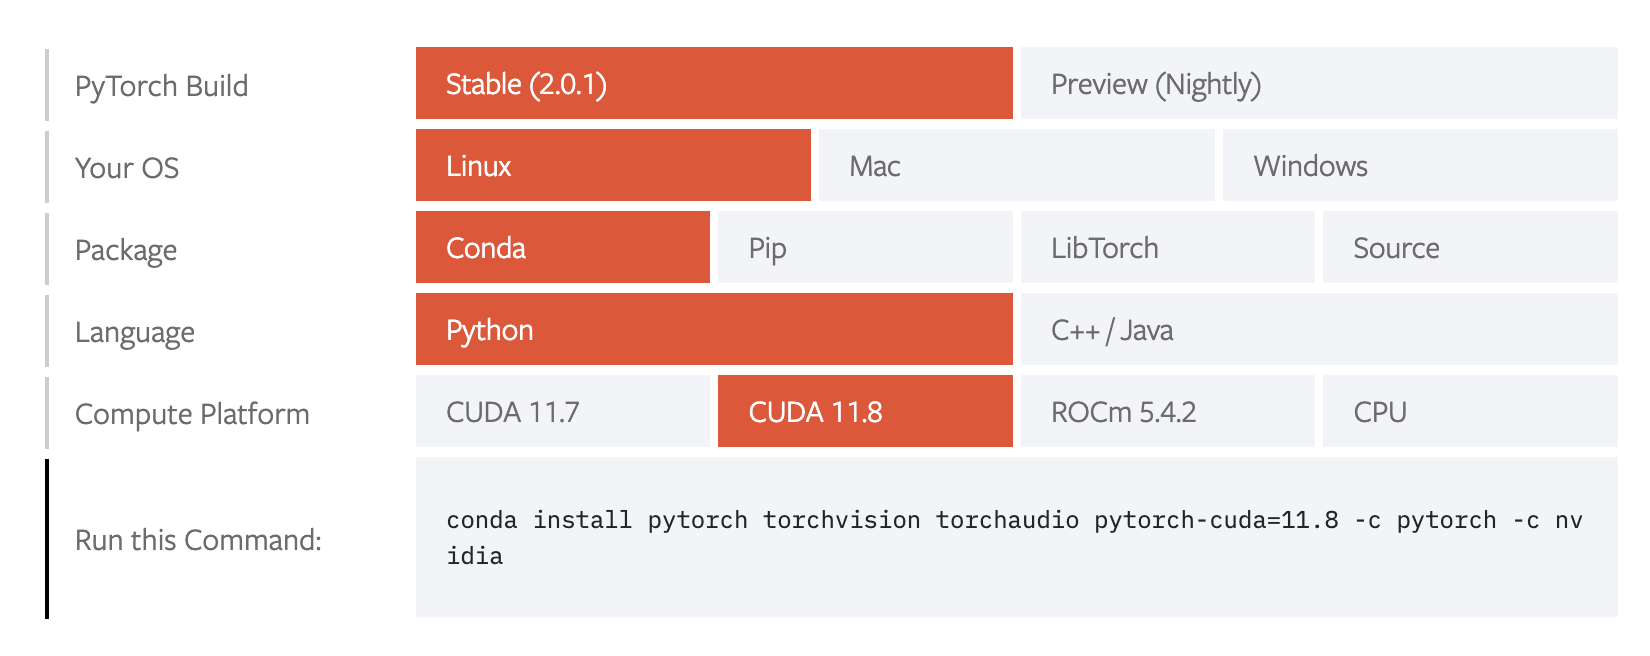 PyTorch Build
Stable (2.0.1)
Preview (Nightly)
Your OS
Linux
Mac
Windows
Package
Conda
Pip
LibTorch
Source
Language
Python
C++ / Java
Compute Platform
CUDA 11.7
CUDA 11.8
ROCm 5.4.2
CPU
Run this Command:
conda install pytorch torchvision torchaudio pytorch-cuda=11.8 -c pytorch -c nv
idia